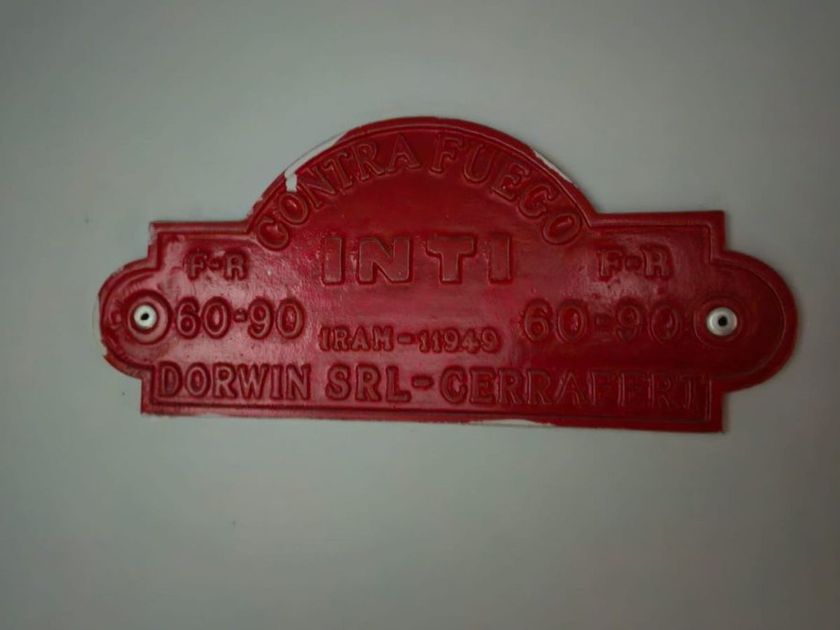 CONTRA FUEGO
INTI
F-R F-R
60-90 60-90
IRAM-11949
DORWIN SRL-CERRAFERT